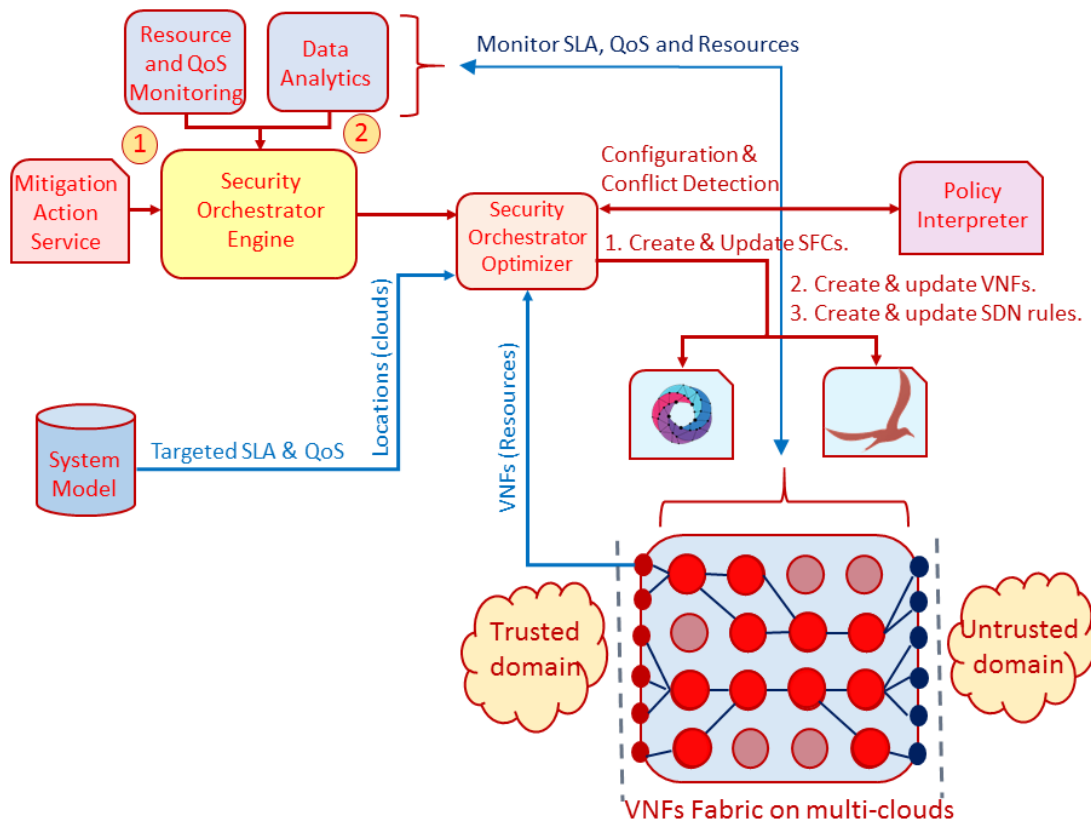 Resource
and QoS
Monitoring
Data
Analytics
Monitor SLA, QoS and Resources
1
2
Mitigation
Action
Service
Security
Orchestrator
Engine
Security
Orchestrator
Optimizer
Configuration &
Conflict Detection
Policy
Interpreter
1. Create & Update SFCs.
2. Create & update VNFs.
3. Create & update SDN rules.
Locations (clouds)
VNFs (Resources)
System
Model
Targeted SLA & QoS
Trusted
domain
Untrusted
domain
VNFs Fabric on multi-clouds